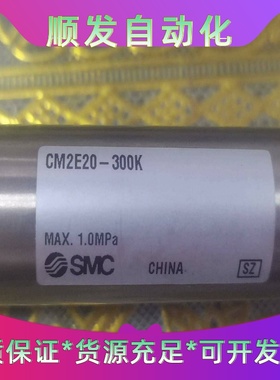 顺发自动化
CM2E20-300K
MAX. 1.0MPa
SMC CHINA SZ
质保证*货源充足*可开发